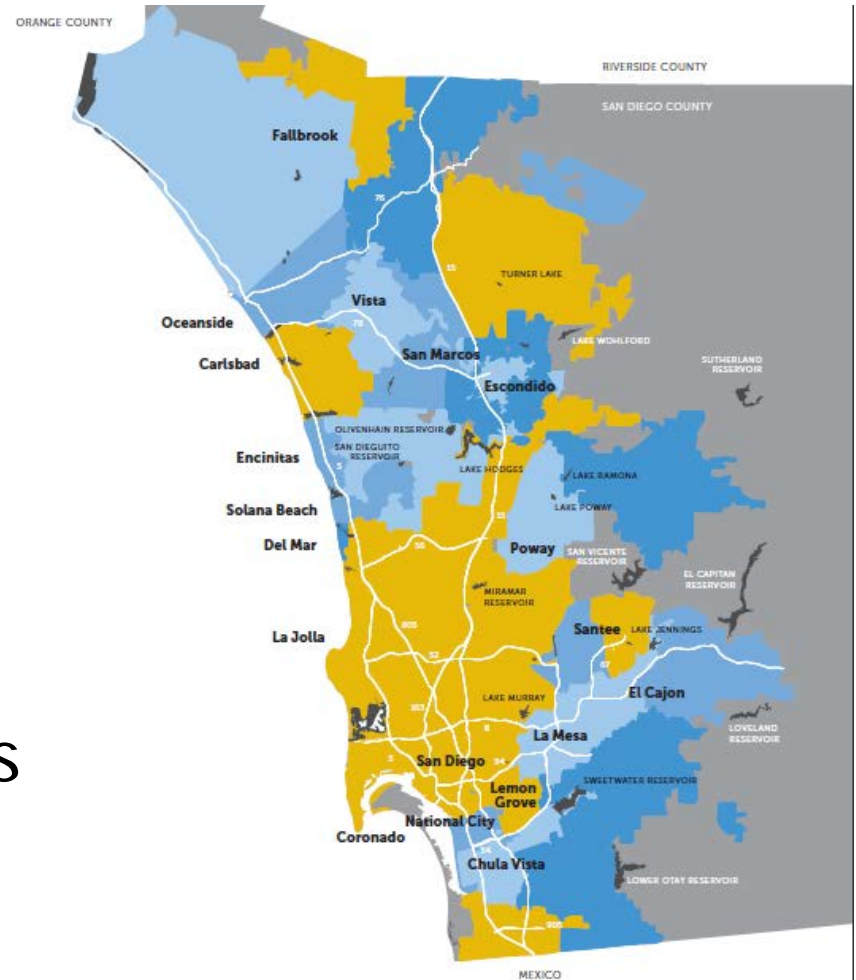 ORANGE COUNTY
RIVERSIDE COUNTY
SAN DIEGO COUNTY
Fallbrook
76
15
TURNER LAKE
Vista
Oceanside
78
LAKE WOHLFORD
San Marcos
Carlsbad
SUTHERLAND
RESERVOIR
Escondido
OLIVENHAIN RESERVOIR
SAN DIEGUITO
RESERVOIR
Encinitas
5
LAKE HODGES
LAKE RAMONA
Solana Beach
LAKE POWAY
15
Del Mar
56
Poway
SAN VICENTE
RESERVOIR
EL CAPITAN
RESERVOIR
MIRAMAR
RESERVOIR
805
Santee
LAKE JENNINGS
La Jolla
52
67
El Cajon
LAKE MURRAY
163
8
La Mesa
LOVELAND
RESERVOIR
S
San Diego
5
94
SWEETWATER RESERVOIR
Lemon
Grove
National City
Coronado
54
Chula Vista
LOWER OTAY RESERVOIR
905
MEXICO